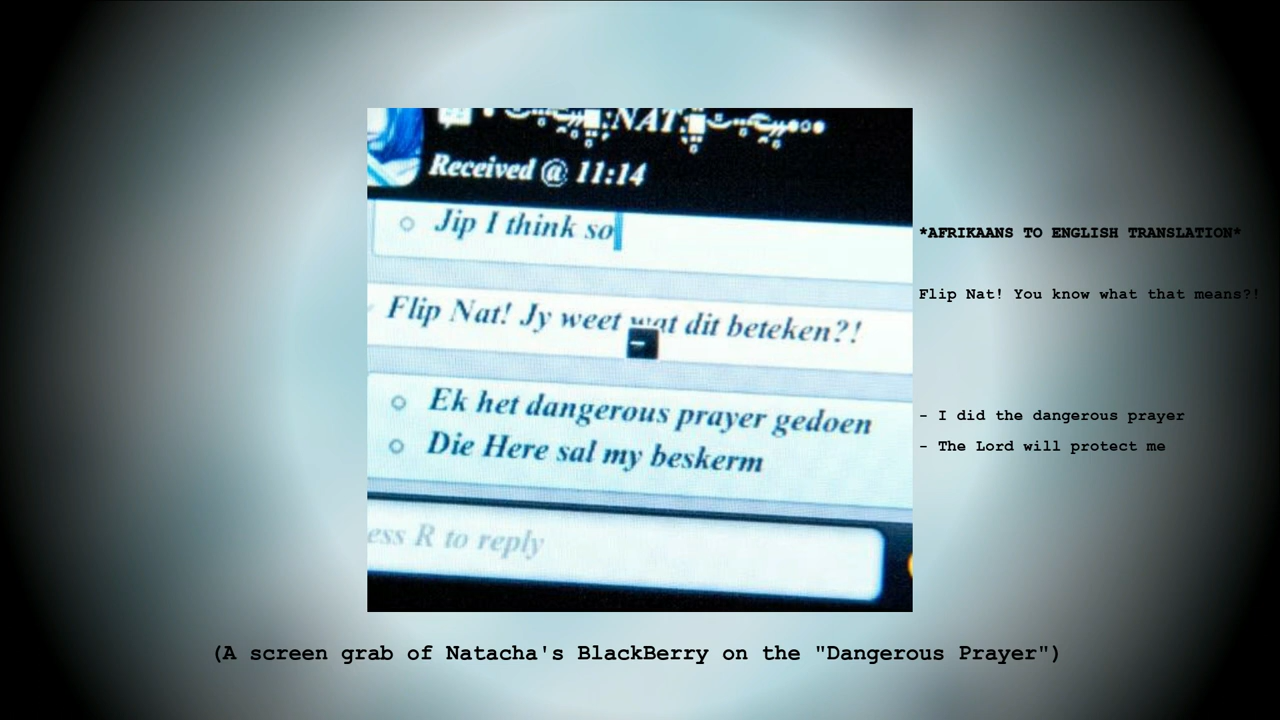 NAT
Received @ 11:14
Jip I think so
*AFRIKAANS TO ENGLISH TRANSLATION*
Flip Nat! Jy weet wat dit beteken?!
Flip Nat! You know what that means?!
Ek het dangerous prayer gedoen
Die Here sal my beskerm
- I did the dangerous prayer
- The Lord will protect me
ess R to reply
(A screen grab of Natacha's BlackBerry on the "Dangerous Prayer")